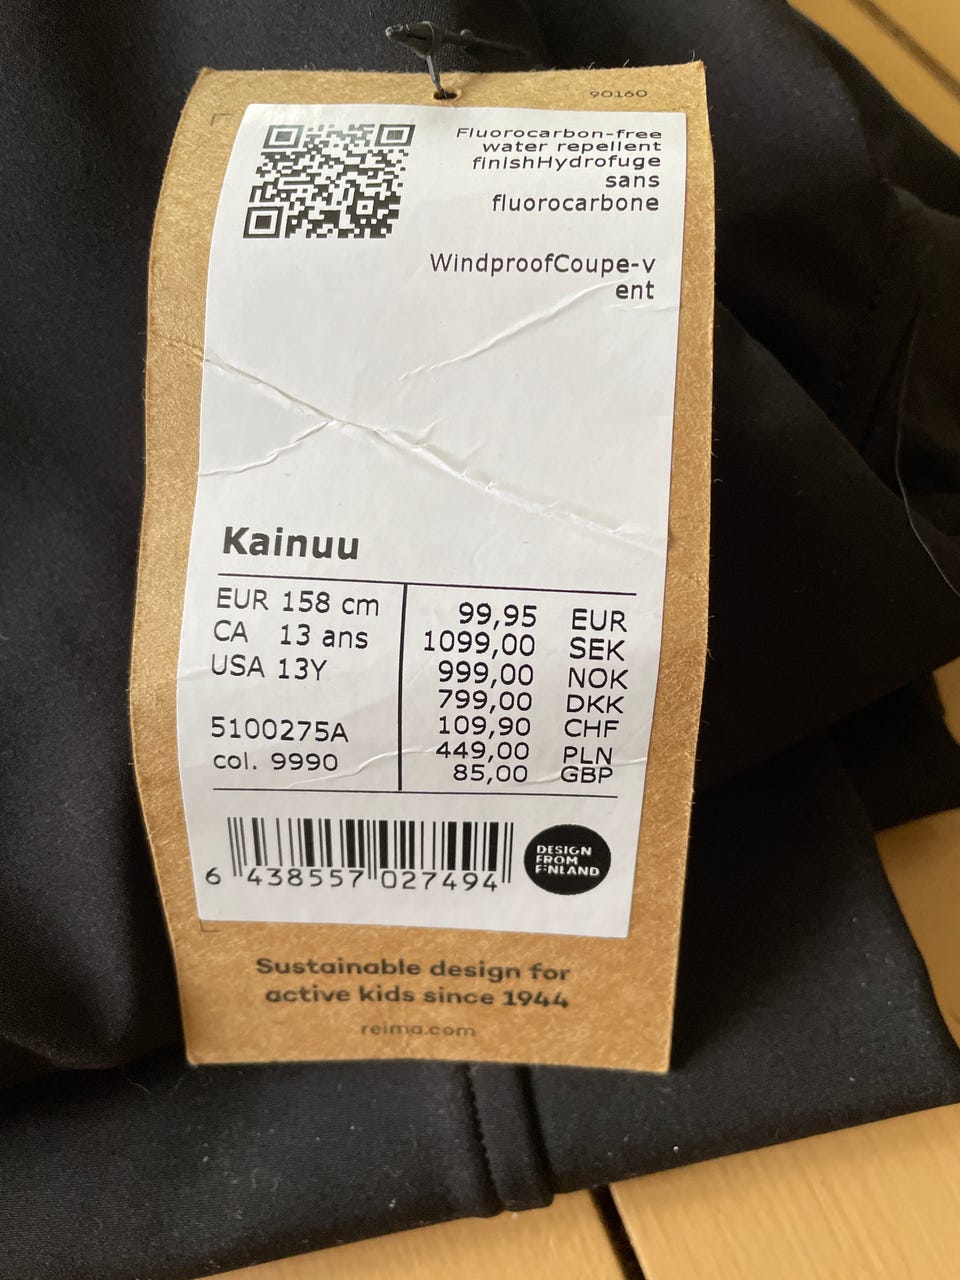 90160
Fluorocarbon-free
water repellent
finishHydrofuge
sans
fluorocarbone
WindproofCoupe-v
ent
Kainuu
EUR 158 cm
CA 13 ans
USA 13Y
5100275A
col. 9990
99,95 EUR
1099,00 SEK
999,00 NOK
799,00 DKK
109,90 CHF
449,00 PLN
85,00 GBP
6 438557 027494
DESIGN
FROM
FINLAND
Sustainable design for
active kids since 1944
reima.com